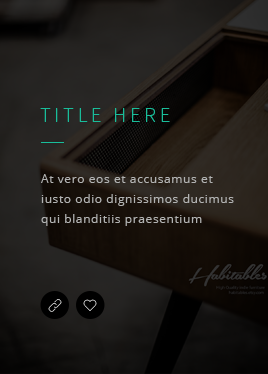 TITLE HERE
At vero eos et accusamus et
iusto odio dignissimos ducimus
qui blanditiis praesentium
Habitables